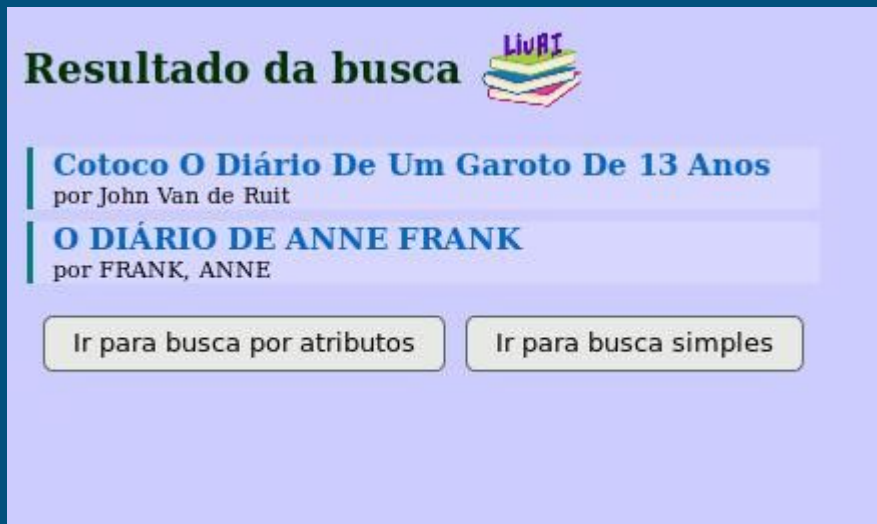 Resultado da busca LivRI
Cotoco O Diário De Um Garoto De 13 Anos
por John Van de Ruit
O DIÁRIO DE ANNE FRANK
por FRANK, ANNE
Ir para busca por atributos Ir para busca simples